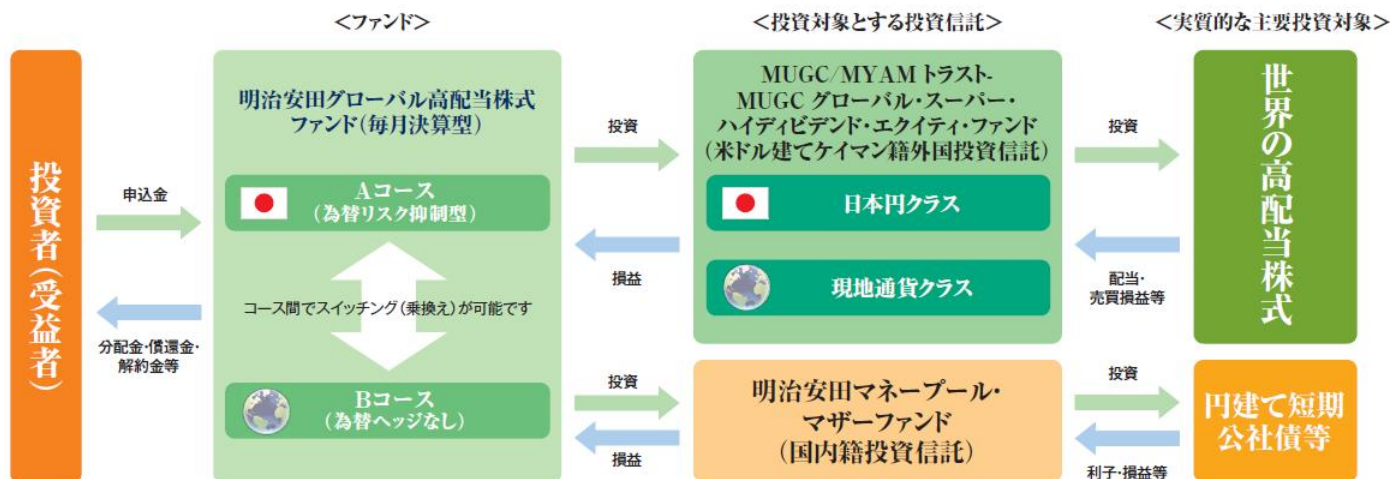 ＜ファンド＞
＜投資対象とする投資信託＞
＜実質的な主要投資対象＞
投資者(受益者)
申込金
分配金・償還金・
解約金等
明治安田グローバル高配当株式
ファンド(毎月決算型)
Aコース
(為替リスク抑制型)
コース間でスイッチング(乗換え)が可能です
Bコース
(為替ヘッジなし)
投資
損益
投資
損益
MUGC/MYAM トラスト-
MUGC グローバル・スーパー・
ハイディビデンド・エクイティ・ファンド
(米ドル建てケイマン籍外国投資信託)
日本円クラス
現地通貨クラス
明治安田マネープール・
マザーファンド
(国内籍投資信託)
投資
配当・
売買損益等
投資
利子・損益等
世界の高配当株式
円建て短期
公社債等